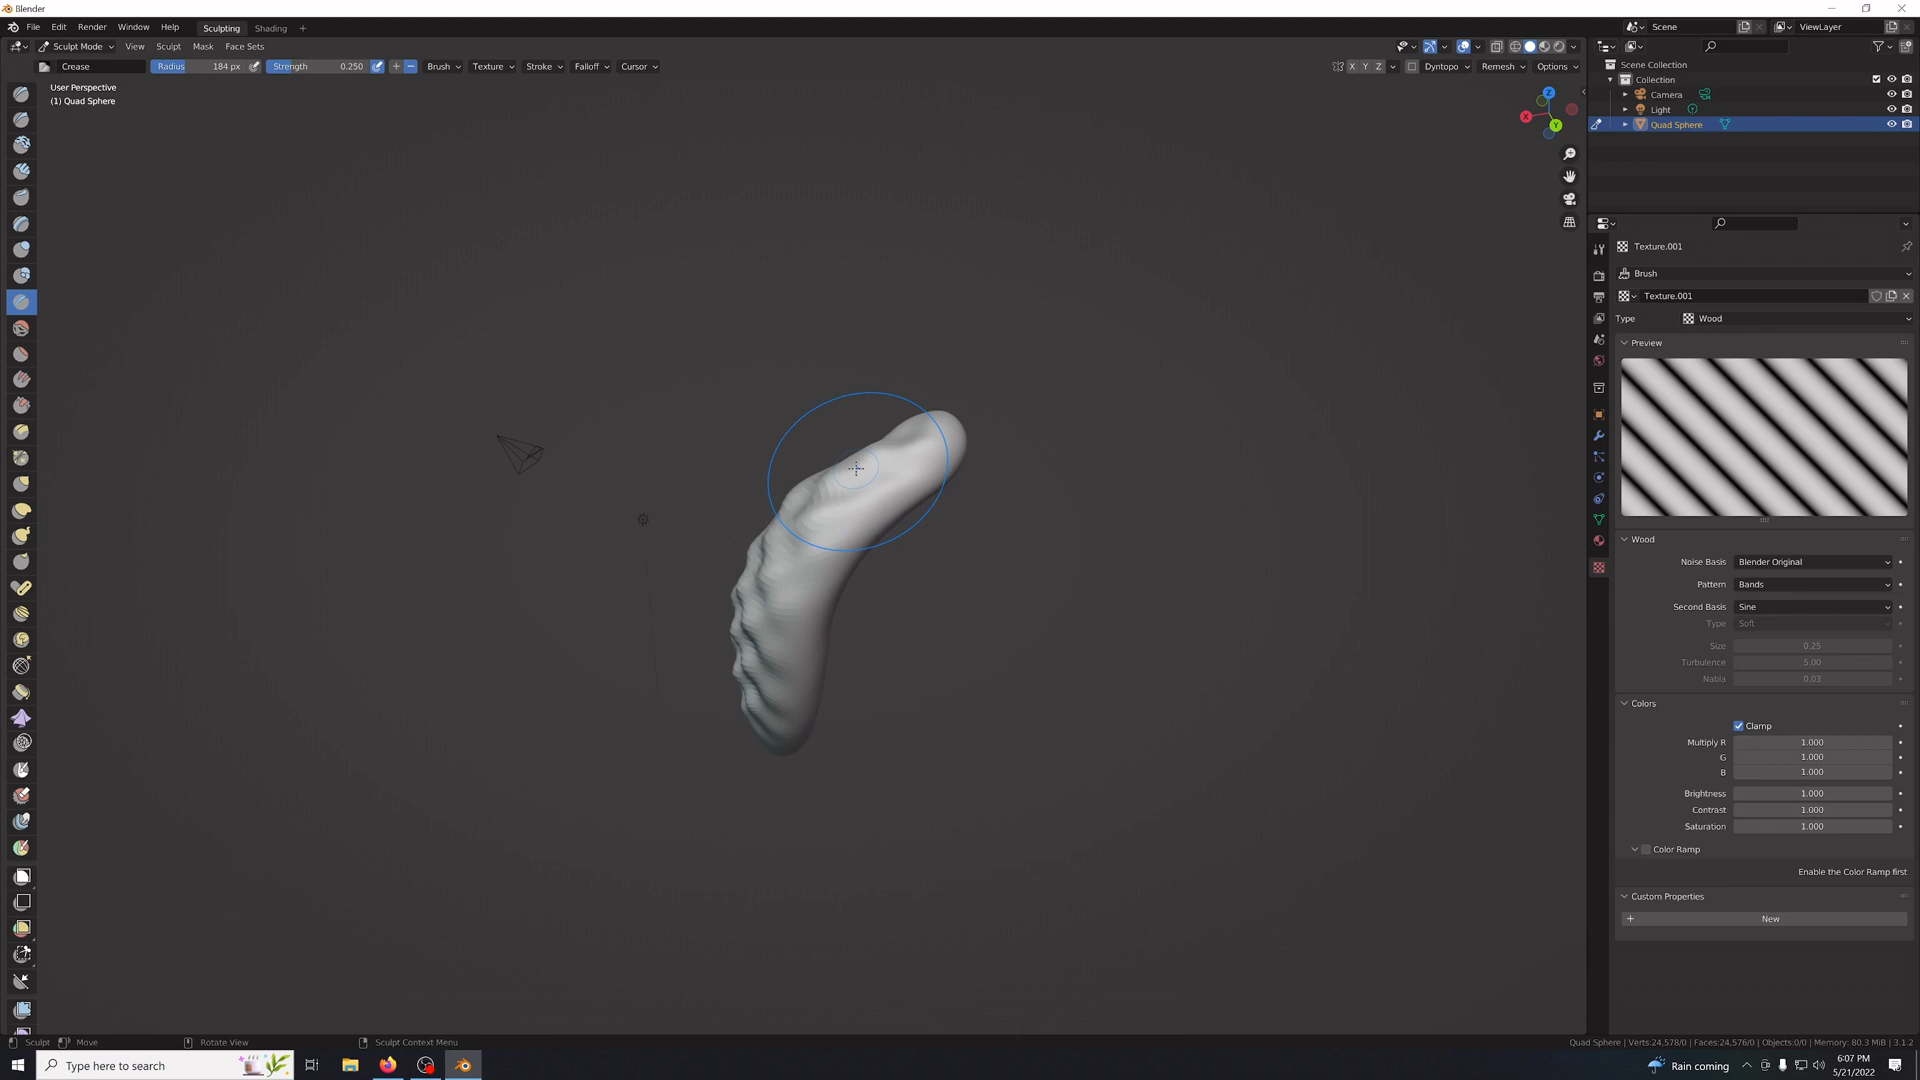 Blender
File Edit Render Window Help Sculpting Shading + Scene ViewLayer
Sculpt Mode View Sculpt Mask Face Sets
Crease Radius 184 px Strength 0.250 + − Brush Texture Stroke Falloff Cursor X Y Z Dyntopo Remesh Options
User Perspective
(1) Quad Sphere
Z
X
Y
Scene Collection
Collection
Camera
Light
Quad Sphere
Texture.001
Brush
Texture.001
Type Wood
Preview
Wood
Noise Basis Blender Original
Pattern Bands
Second Basis Sine
Type Soft
Size 0.25
Turbulence 5.00
Nabla 0.03
Colors
Clamp
Multiply R 1.000
G 1.000
B 1.000
Brightness 1.000
Contrast 1.000
Saturation 1.000
Color Ramp
Enable the Color Ramp first
Custom Properties
+ New
Sculpt Move Rotate View Sculpt Context Menu Quad Sphere | Verts:24,578/0 | Faces:24,576/0 | Objects:0/0 | Memory: 80.3 MiB | 3.1.2
Type here to search Rain coming 6:07 PM
5/21/2022